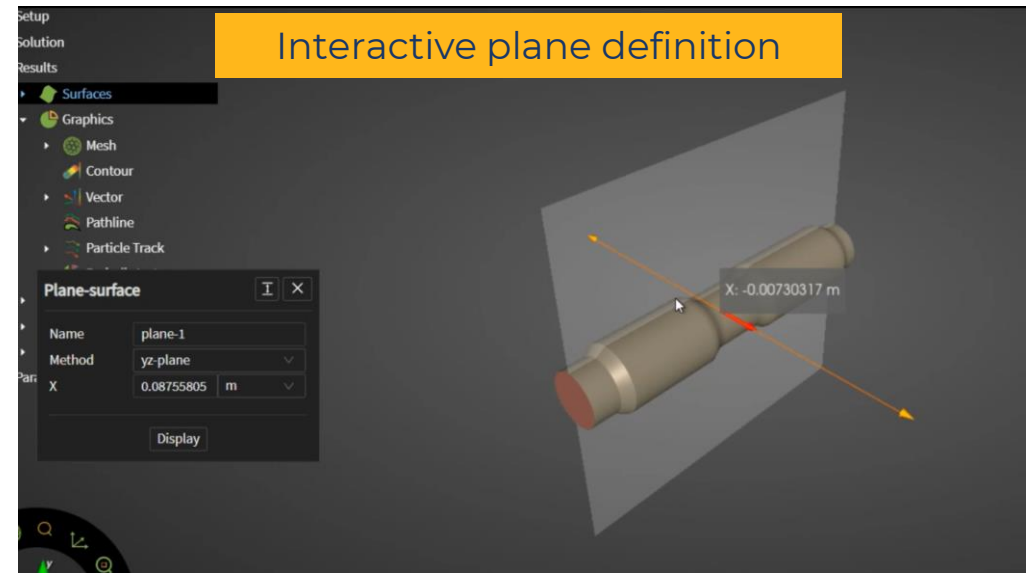 Setup
Interactive plane definition
Solution
Results
Surfaces
Graphics
Mesh
Contour
Vector
Pathline
Particle Track
Plane-surface
Name plane-1
Method yz-plane
X 0.08755805 m
Display
X: -0.00730317 m
y